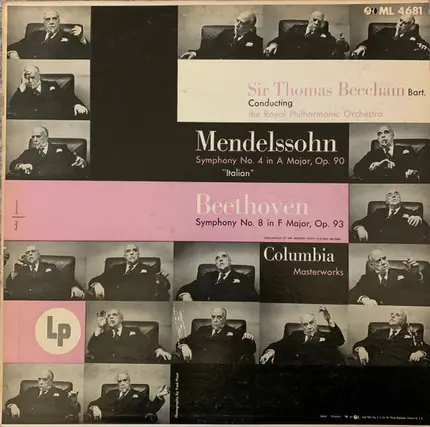 ML 4681
Sir Thomas Beecham Bart.
Conducting
the Royal Philharmonic Orchestra
Mendelssohn
Symphony No. 4 in A Major, Op. 90
"Italian"
Beethoven
Symphony No. 8 in F Major, Op. 93
Columbia
Masterworks
Lp